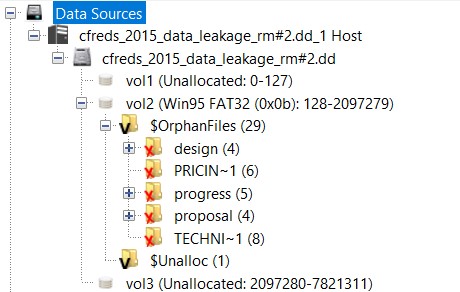 Data Sources
cfreds_2015_data_leakage_rm#2.dd_1 Host
cfreds_2015_data_leakage_rm#2.dd
vol1 (Unallocated: 0-127)
vol2 (Win95 FAT32 (0x0b): 128-2097279)
$OrphanFiles (29)
design (4)
PRICIN~1 (6)
progress (5)
proposal (4)
TECHNI~1 (8)
$Unalloc (1)
vol3 (Unallocated: 2097280-7821311)